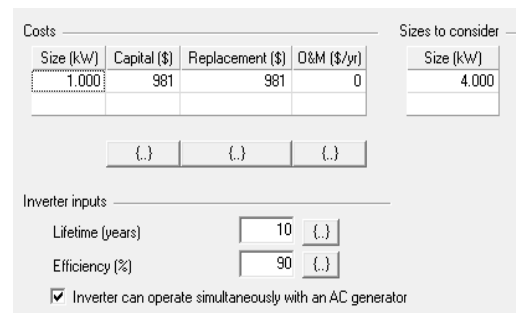 Costs
Sizes to consider
Size (kW) Capital ($) Replacement ($) O&M ($/yr)
Size (kW)
1.000 981 981 0
4.000
{..} {..} {..}
Inverter inputs
Lifetime (years) 10 {..}
Efficiency (%) 90 {..}
Inverter can operate simultaneously with an AC generator